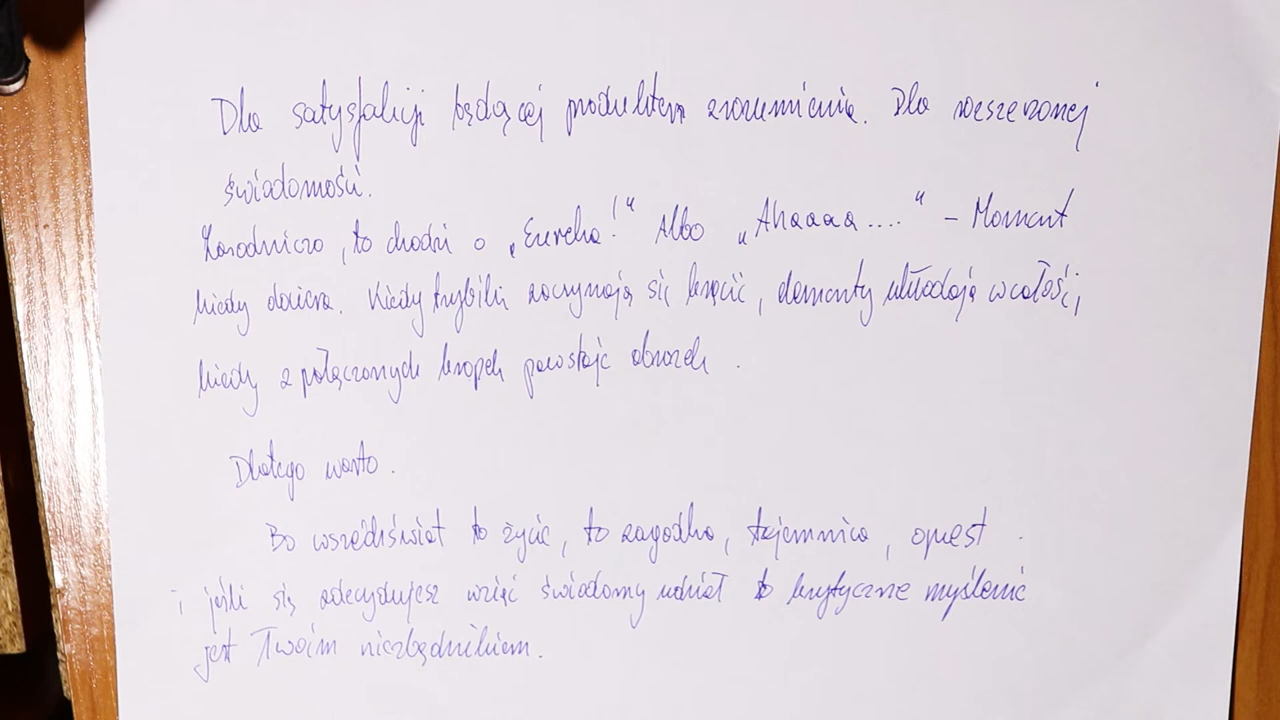 Dla satysfakcji będącej produktem zrozumienia. Dla poszerzonej
świadomości.
Zasadniczo, to chodzi o „Eureka!" Albo „Ahaaaa...." – Moment
kiedy dociera. Kiedy trybiki zaczynają się kręcić, elementy układają w całość,
kiedy z połączonych kropek powstaje obrazek.
Dlatego warto.
Bo wszechświat to życie, to zagadka, tajemnica, quest.
i, jeśli się zdecydujesz wziąć świadomy udział to krytyczne myślenie
jest Twoim niezbędnikiem.